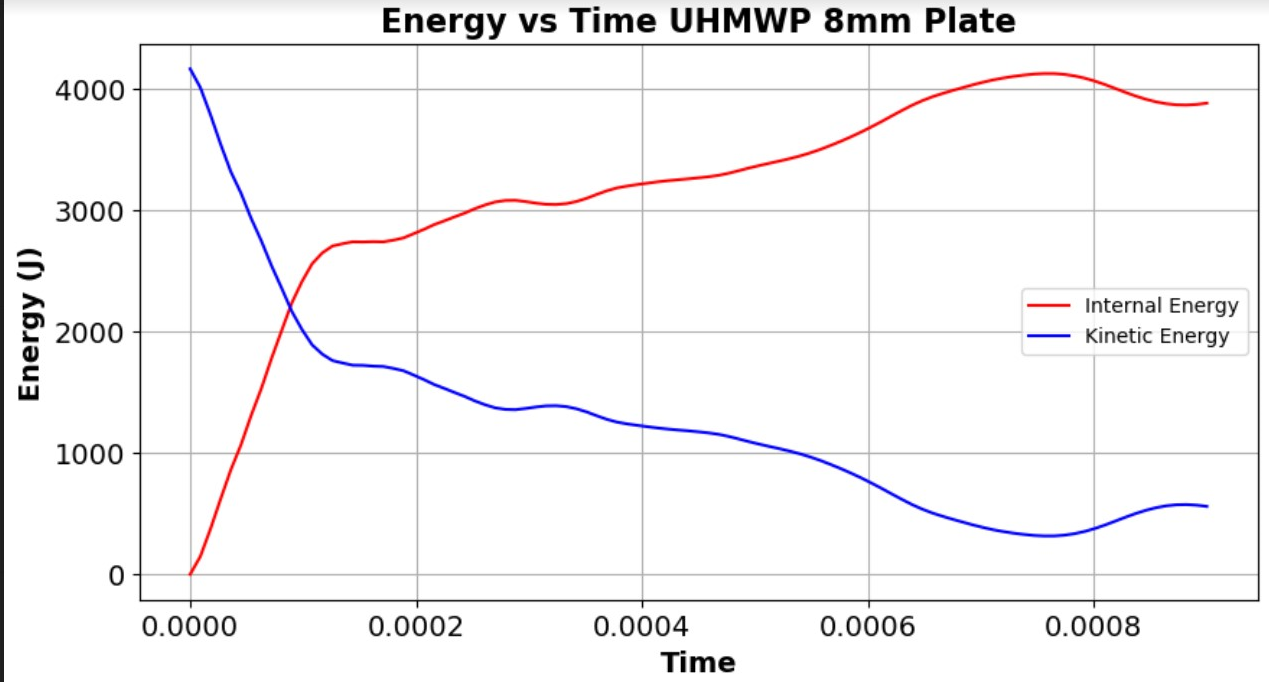 Energy vs Time UHMWP 8mm Plate
4000
3000
2000
1000
0
Energy (J)
Internal Energy
Kinetic Energy
0.0000 0.0002 0.0004 0.0006 0.0008
Time